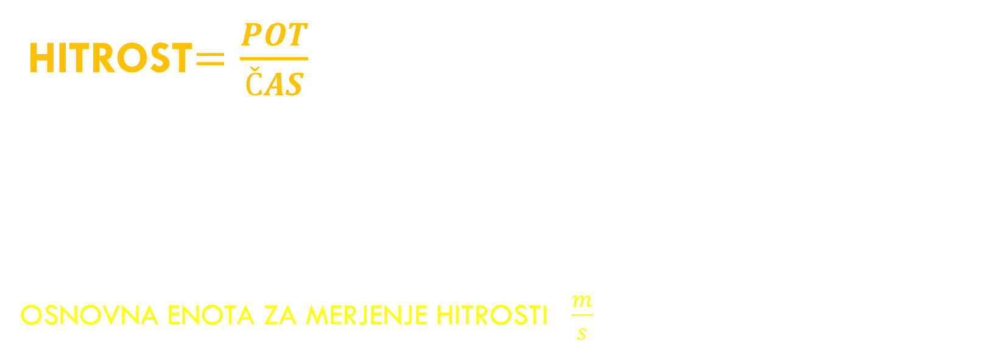 HITROST= POT/ČAS
OSNOVNA ENOTA ZA MERJENJE HITROSTI m/s